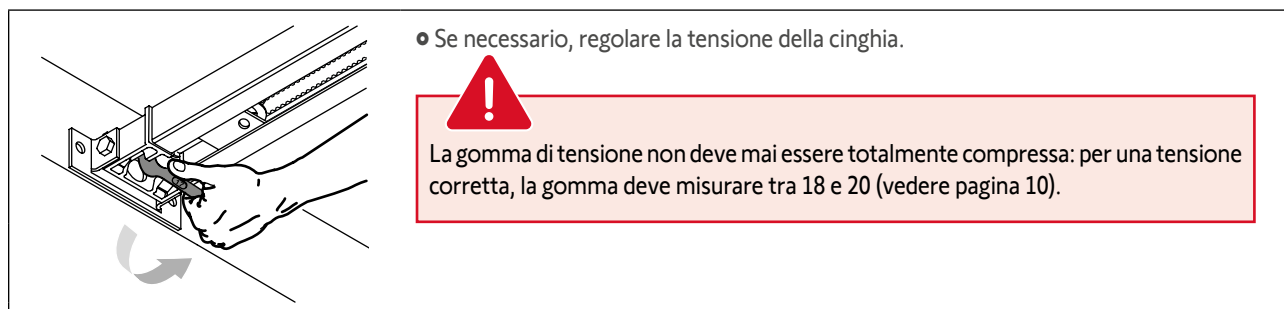 Se necessario, regolare la tensione della cinghia.
!
La gomma di tensione non deve mai essere totalmente compressa: per una tensione
corretta, la gomma deve misurare tra 18 e 20 (vedere pagina 10).